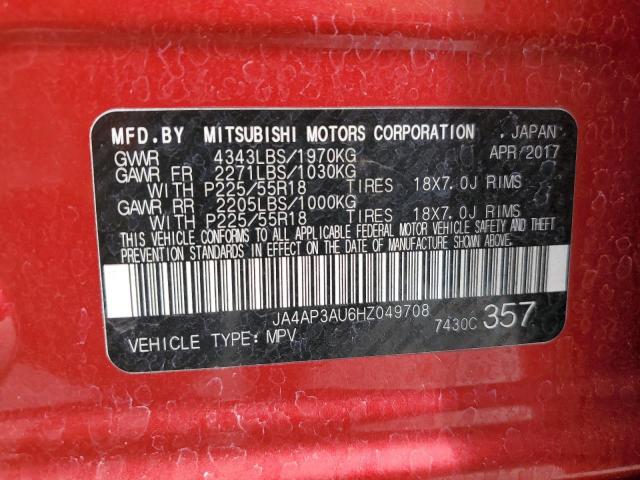 MFD.BY MITSUBISHI MOTORS CORPORATION JAPAN
GVWR 4343LBS/1970KG APR/2017
GAWR FR 2271LBS/1030KG
WITH P225/55R18 TIRES 18X7.0J RIMS
GAWR RR 2205LBS/1000KG
WITH P225/55R18 TIRES 18X7.0J RIMS
THIS VEHICLE CONFORMS TO ALL APPLICABLE FEDERAL MOTOR VEHICLE SAFETY AND THEFT
PREVENTION STANDARDS IN EFFECT ON THE DATE OF MANUFACTURE SHOWN ABOVE.
JA4AP3AU6HZ049708
VEHICLE TYPE: MPV 7430C 357